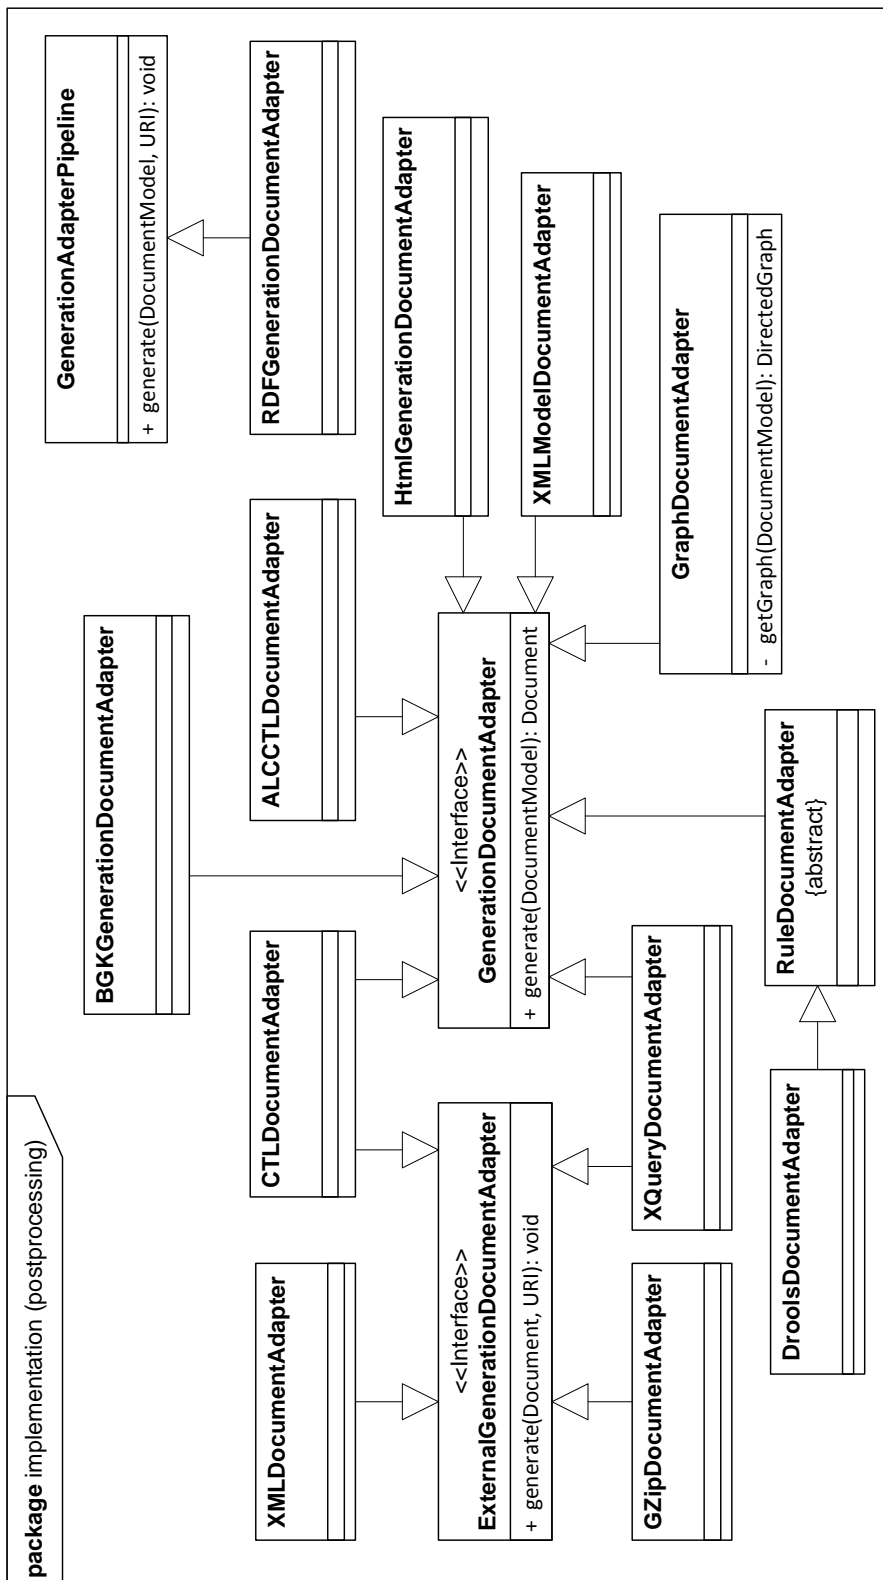 package implementation (postprocessing)
XMLDocumentAdapter
CTLDocumentAdapter
BGKGenerationDocumentAdapter
ALCCTLDocumentAdapter
GenerationAdapterPipeline
+ generate(DocumentModel, URI): void
RDFGenerationDocumentAdapter
<<Interface>>
ExternalGenerationDocumentAdapter
+ generate(Document, URI): void
<<Interface>>
GenerationDocumentAdapter
+ generate(DocumentModel): Document
HtmlGenerationDocumentAdapter
XMLModelDocumentAdapter
GZipDocumentAdapter
XQueryDocumentAdapter
GraphDocumentAdapter
- getGraph(DocumentModel): DirectedGraph
DroolsDocumentAdapter
RuleDocumentAdapter
{abstract}